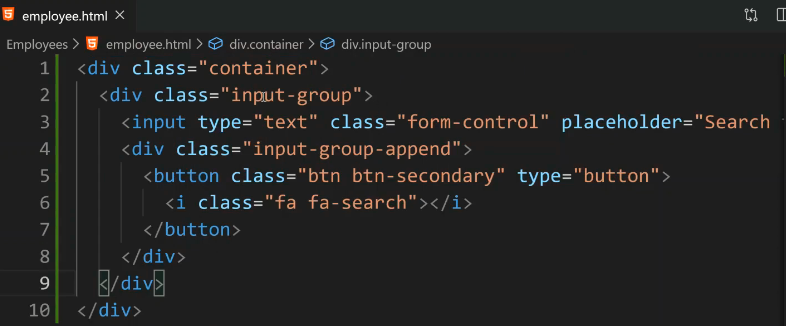 employee.html
Employees > employee.html > div.container > div.input-group
1 <div class="container">
2 <div class="input-group">
3 <input type="text" class="form-control" placeholder="Search
4 <div class="input-group-append">
5 <button class="btn btn-secondary" type="button">
6 <i class="fa fa-search"></i>
7 </button>
8 </div>
9 </div>
10 </div>